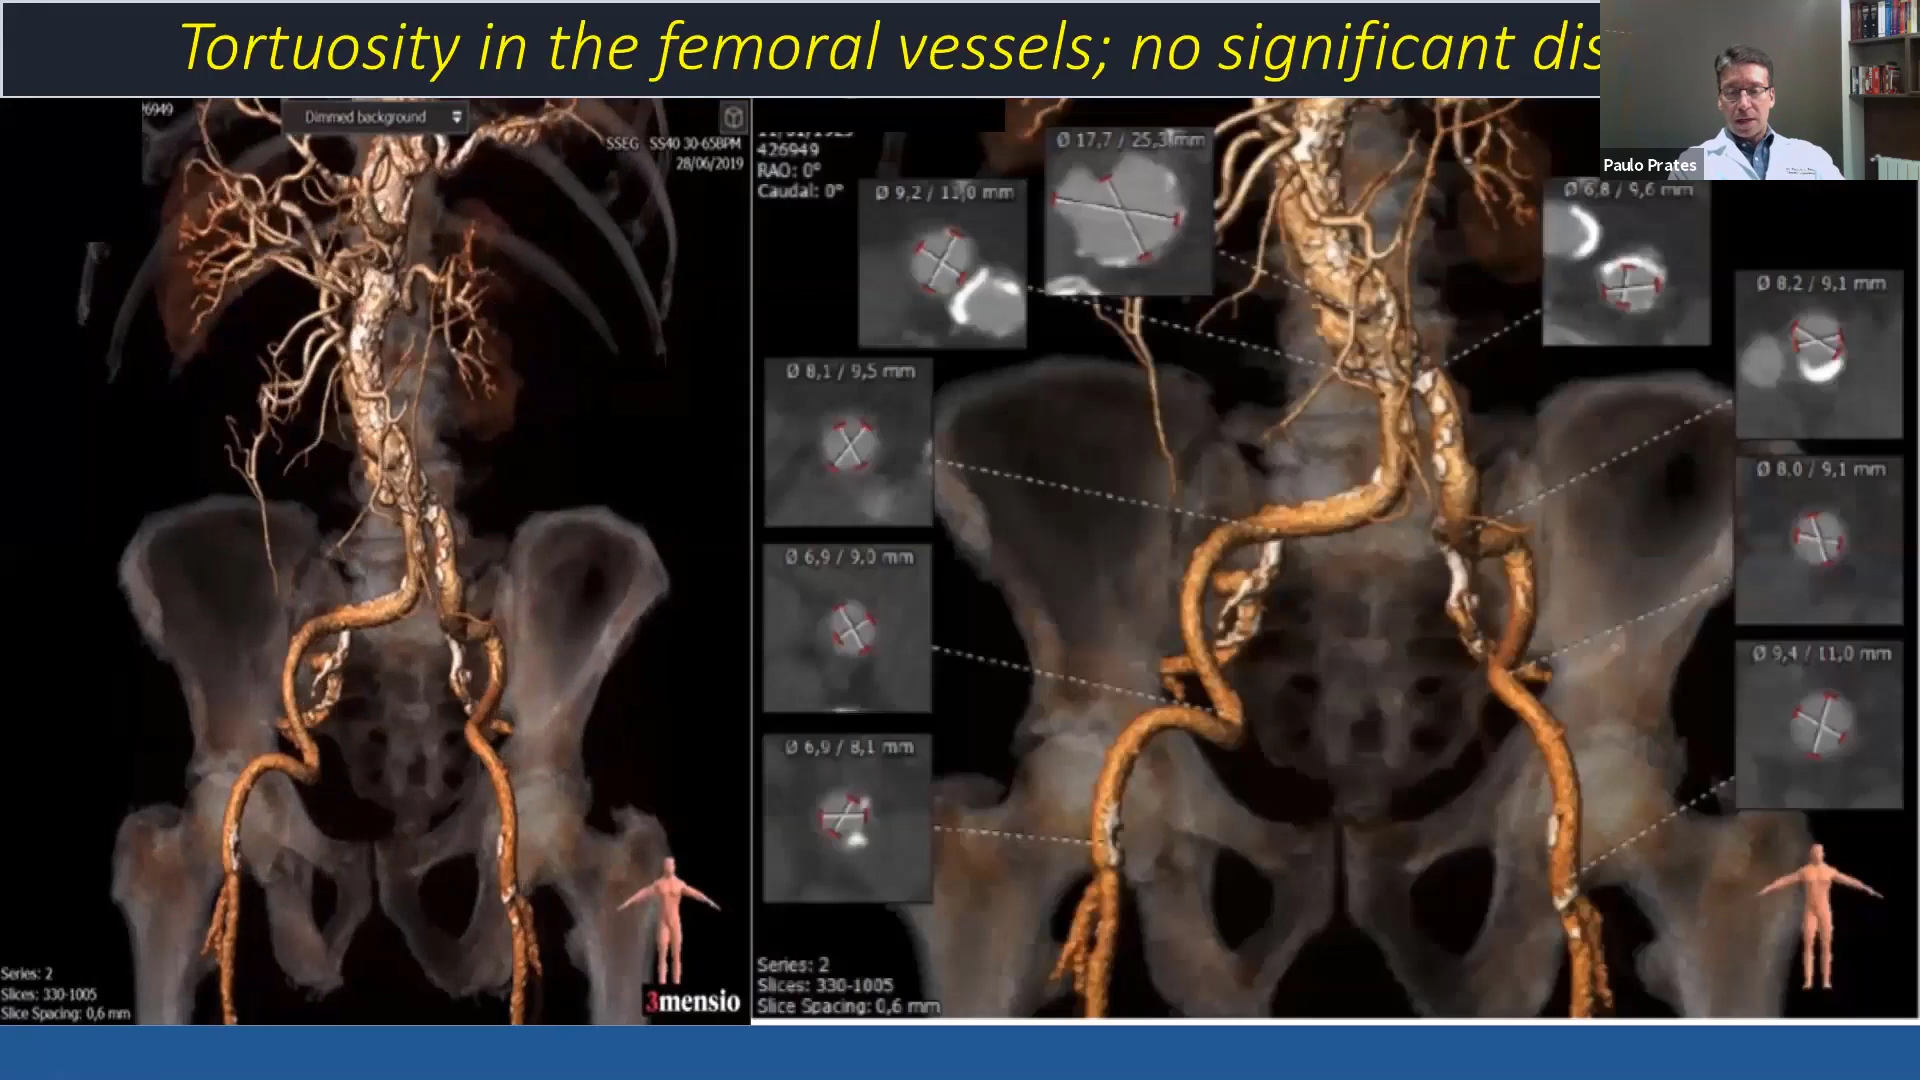 Tortuosity in the femoral vessels; no significant dis
Paulo Prates
26949
Dimmed background
SSEG SS40 30-65BPM
28/06/2019
426949
RAO: 0°
Caudal: 0°
Ø 17,7 / 25,3 mm
Ø 9,2 / 11,0 mm
Ø 6,8 / 9,6 mm
Ø 8,2 / 9,1 mm
Ø 8,1 / 9,5 mm
Ø 8,0 / 9,1 mm
Ø 6,9 / 9,0 mm
Ø 9,4 / 11,0 mm
Ø 6,9 / 8,1 mm
Series: 2
Slices: 330-1005
Slice Spacing: 0,6 mm
3mensio
Series: 2
Slices: 330-1005
Slice Spacing: 0,6 mm